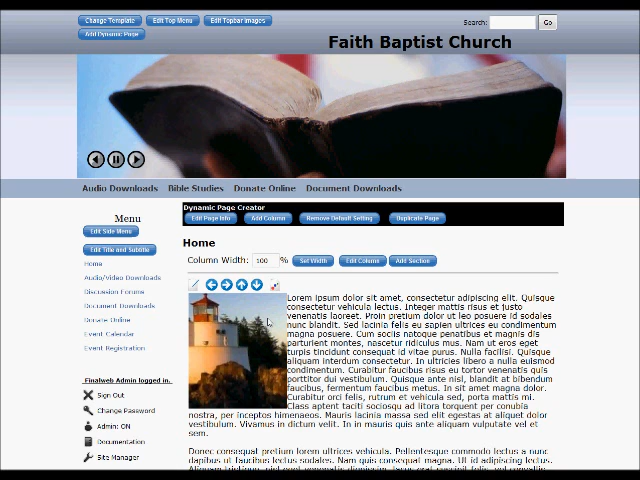 Change Template Edit Top Menu Edit Topbar Images
Add Dynamic Page
Search: Go
Faith Baptist Church
Audio Downloads Bible Studies Donate Online Document Downloads
Menu
Edit Side Menu
Edit Title and Subtitle
Home
Audio/Video Downloads
Discussion Forums
Document Downloads
Donate Online
Event Calendar
Event Registration
Finalweb Admin logged in.
Sign Out
Change Password
Admin: ON
Documentation
Site Manager
Dynamic Page Creator
Edit Page Info Add Column Remove Default Setting Duplicate Page
Home
Column Width: 100 % Set Width Edit Column Add Section
Lorem ipsum dolor sit amet, consectetur adipiscing elit. Quisque
consectetur vehicula lectus. Integer mattis risus et justo
venenatis laoreet. Proin pretium dolor ut leo posuere id sodales
nunc blandit. Sed lacinia felis eu sapien ultrices eu condimentum
magna posuere. Cum sociis natoque penatibus et magnis dis
parturient montes, nascetur ridiculus mus. Nam ut eros eget
turpis tincidunt consequat id vitae purus. Nulla facilisi. Quisque
aliquam interdum consectetur. In ultricies libero a nulla euismod
condimentum. Curabitur faucibus risus eu tortor venenatis quis
porttitor dui vestibulum. Quisque ante nisl, blandit at bibendum
faucibus, fermentum faucibus metus. In sit amet magna dolor.
Curabitur orci felis, rutrum et vehicula sed, porta mattis mi.
Class aptent taciti sociosqu ad litora torquent per conubia
nostra, per inceptos himenaeos. Mauris lacinia massa sed elit egestas at aliquet dolor
vestibulum. Vivamus in dictum velit. In in mauris quis ante aliquam vulputate vel et
sem.
Donec consequat pretium lorem ultrices vehicula. Pellentesque commodo lectus a nunc
dapibus ut faucibus lectus sodales. Nam quis consequat magna. Ut id adipiscing lectus.